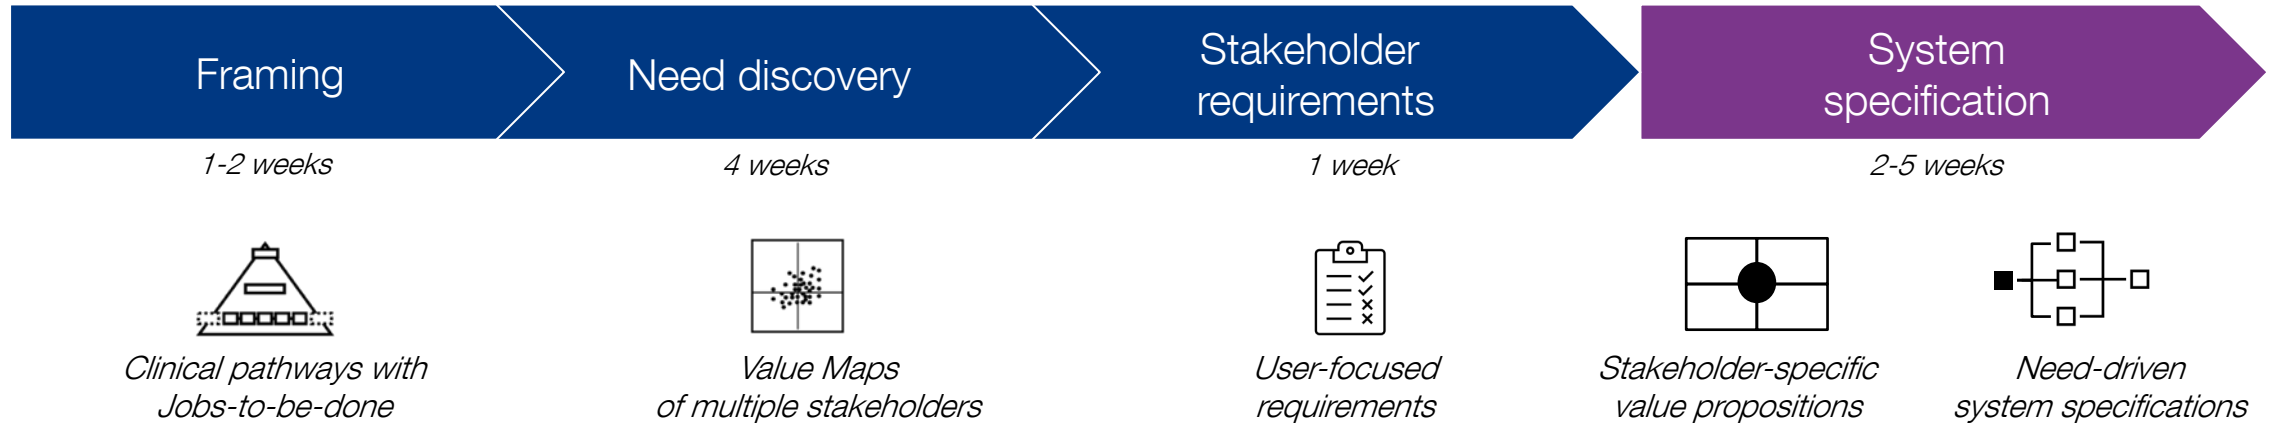 Framing
Need discovery
Stakeholder
requirements
System
specification
1-2 weeks
4 weeks
1 week
2-5 weeks
Clinical pathways with
Jobs-to-be-done
Value Maps
of multiple stakeholders
User-focused
requirements
Stakeholder-specific
value propositions
Need-driven
system specifications